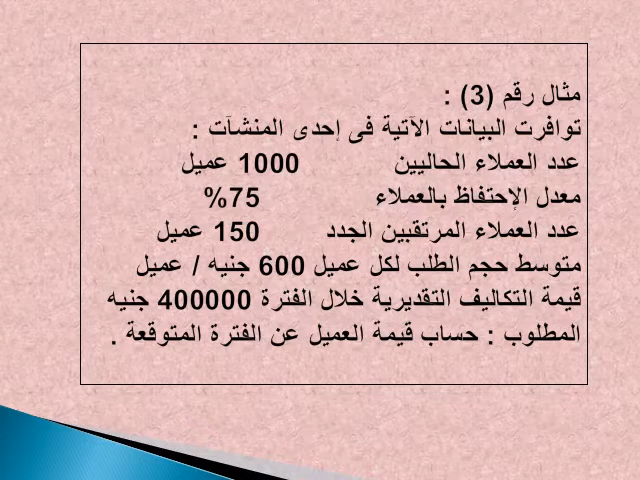 مثال رقم (3) :
توافرت البيانات الآتية فى إحدى المنشآت :
عدد العملاء الحاليين 1000 عميل
معدل الإحتفاظ بالعملاء 75%
عدد العملاء المرتقبين الجدد 150 عميل
متوسط حجم الطلب لكل عميل 600 جنيه / عميل
قيمة التكاليف التقديرية خلال الفترة 400000 جنيه
المطلوب : حساب قيمة العميل عن الفترة المتوقعة .